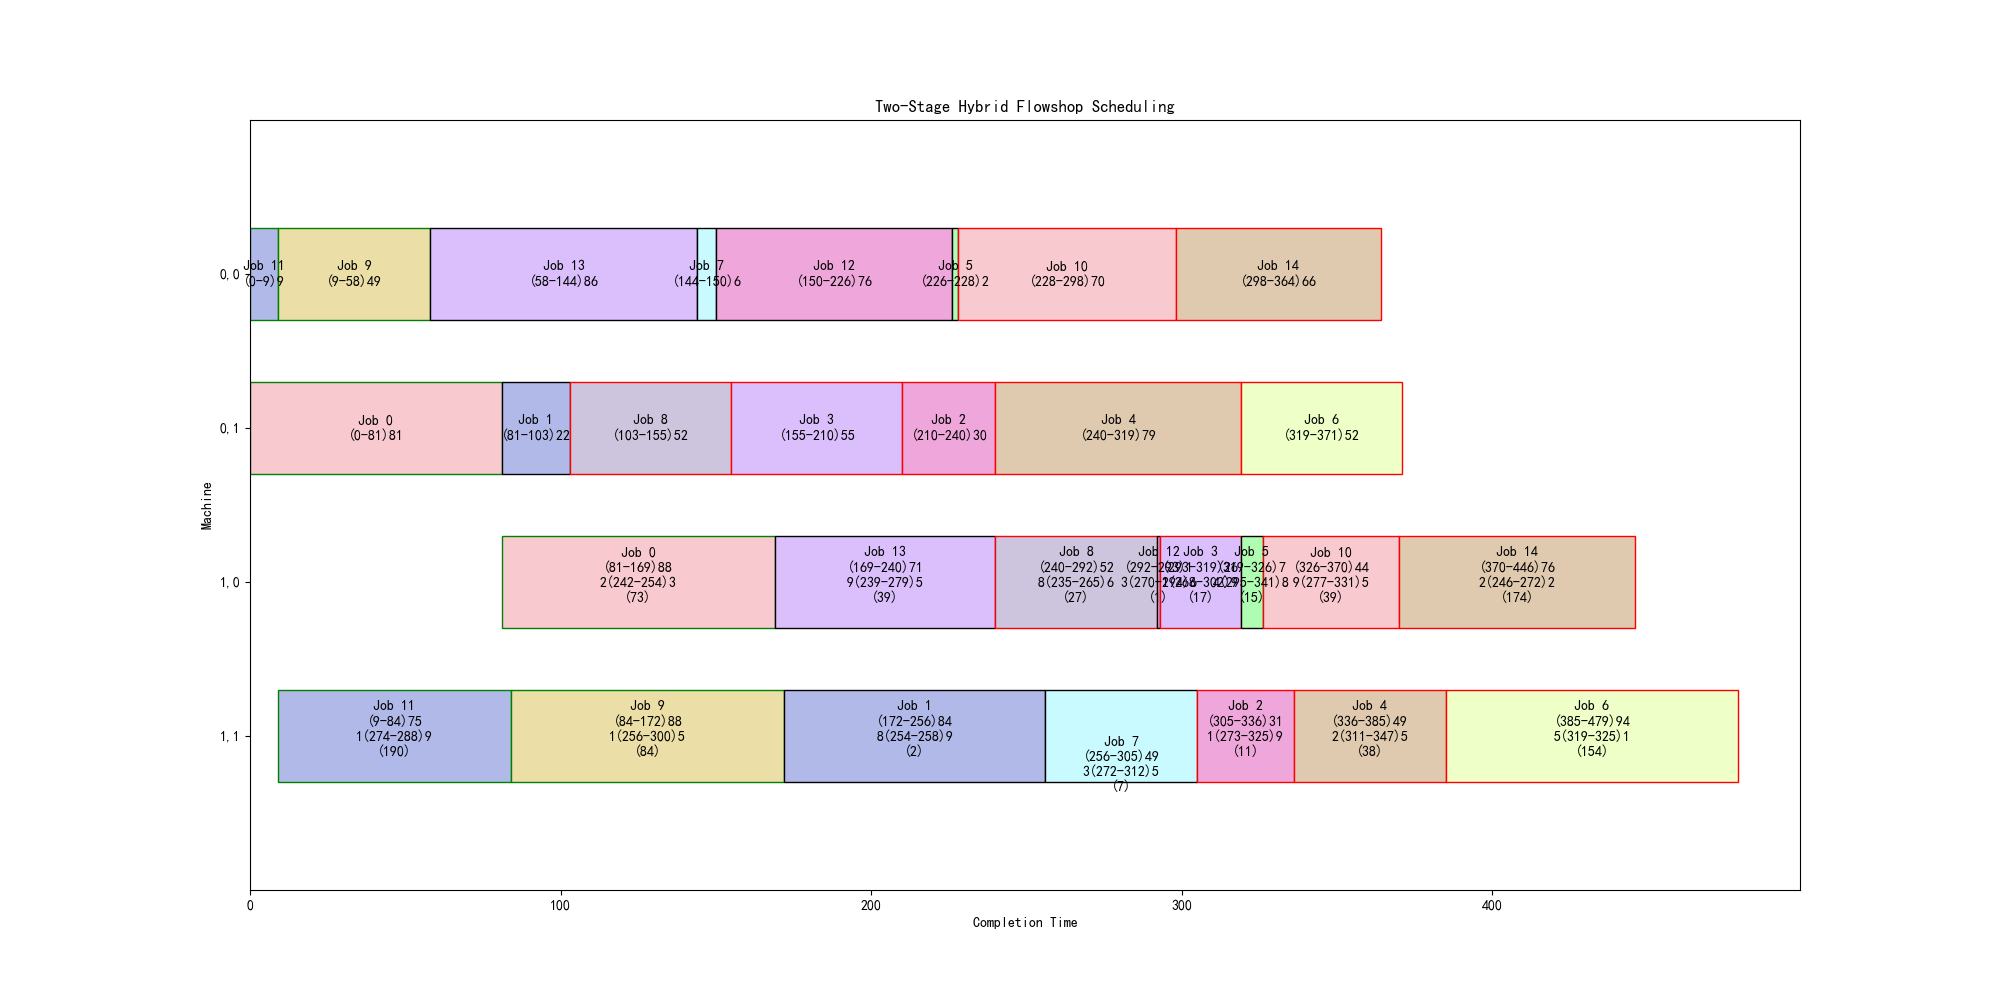 Two-Stage Hybrid Flowshop Scheduling
Machine
0,0
Job 11
(0-9)9
Job 9
(9-58)49
Job 13
(58-144)86
Job 7
(144-150)6
Job 12
(150-226)76
Job 5
(226-228)2
Job 10
(228-298)70
Job 14
(298-364)66
0,1
Job 0
(0-81)81
Job 1
(81-103)22
Job 8
(103-155)52
Job 3
(155-210)55
Job 2
(210-240)30
Job 4
(240-319)79
Job 6
(319-371)52
1,0
Job 0
(81-169)88
2(242-254)3
(73)
Job 13
(169-240)71
9(239-279)5
(39)
Job 8
(240-292)52
8(235-265)6
(27)
Job 12
(292-293)1
(1)
Job 3
(293-319)26
(17)
Job 5
(319-326)7
(15)
Job 10
(326-370)44
9(277-331)5
(39)
Job 14
(370-446)76
2(246-272)2
(174)
1,1
Job 11
(9-84)75
1(274-288)9
(190)
Job 9
(84-172)88
1(256-300)5
(84)
Job 1
(172-256)84
8(254-258)9
(2)
Job 7
(256-305)49
3(272-312)5
(7)
Job 2
(305-336)31
1(273-325)9
(11)
Job 4
(336-385)49
2(311-347)5
(38)
Job 6
(385-479)94
5(319-325)1
(154)
0
100
200
300
400
Completion Time